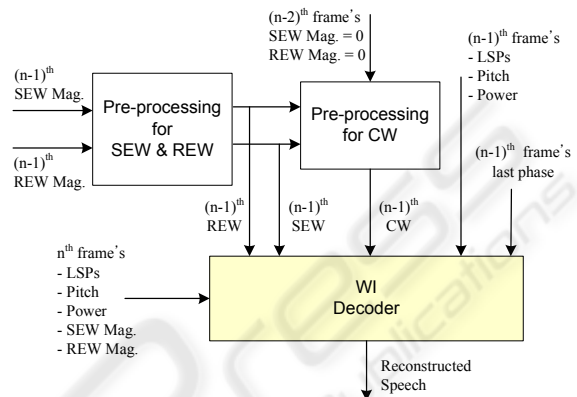 (n-2)th frame's
SEW Mag. = 0
REW Mag. = 0
(n-1)th frame's
- LSPs
- Pitch
- Power
(n-1)th
SEW Mag.
Pre-processing
for
SEW & REW
Pre-processing
for CW
(n-1)th
REW Mag.
(n-1)th frame's
last phase
(n-1)th
REW
(n-1)th
SEW
(n-1)th
CW
nth frame's
- LSPs
- Pitch
- Power
- SEW Mag.
- REW Mag.
WI
Decoder
Reconstructed
Speech